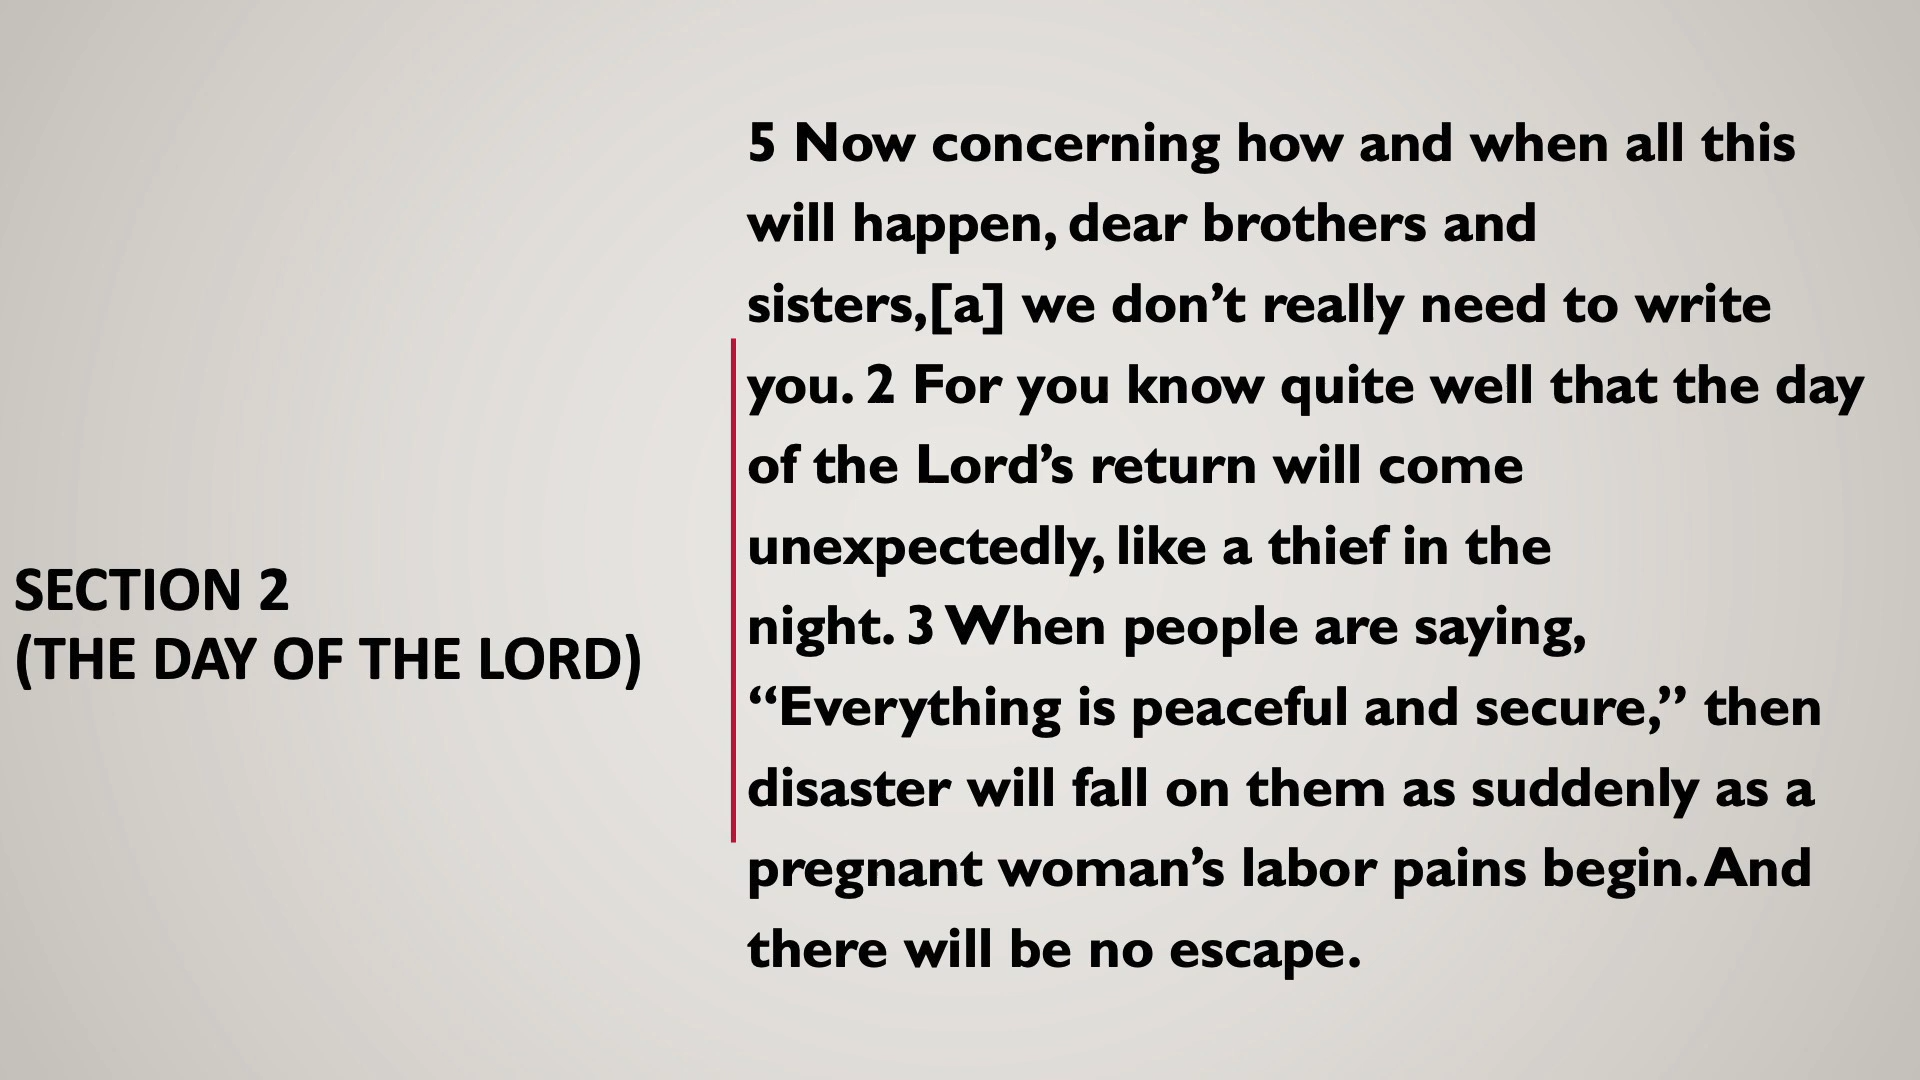 SECTION 2
(THE DAY OF THE LORD)
5 Now concerning how and when all this
will happen, dear brothers and
sisters,[a] we don’t really need to write
you. 2 For you know quite well that the day
of the Lord’s return will come
unexpectedly, like a thief in the
night. 3 When people are saying,
“Everything is peaceful and secure,” then
disaster will fall on them as suddenly as a
pregnant woman’s labor pains begin. And
there will be no escape.